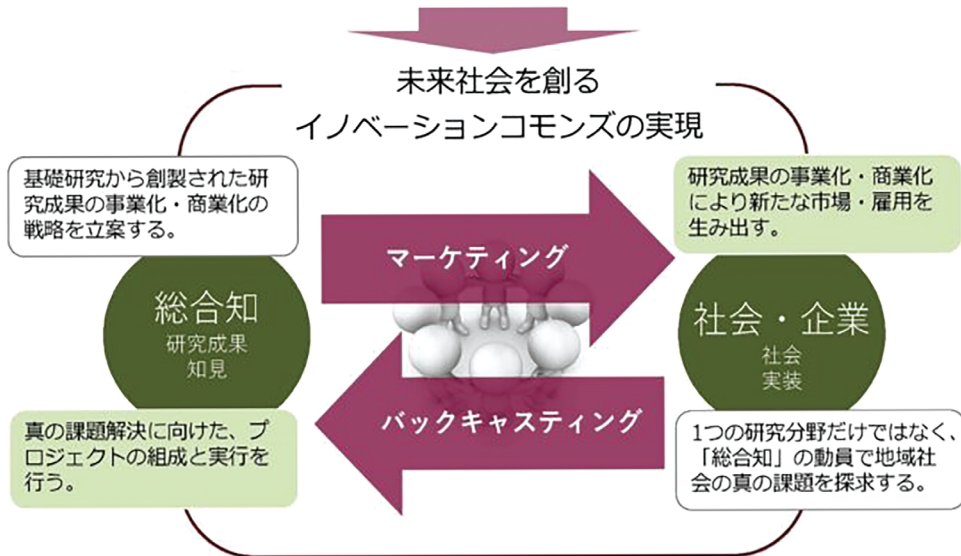 未来社会を創る
イノベーションコモンズの実現
基礎研究から創製された研
究成果の事業化・商業化の
戦略を立案する。
研究成果の事業化・商業化
により新たな市場・雇用を
生み出す。
マーケティング
総合知
研究成果
知見
社会・企業
社会
実装
バックキャスティング
真の課題解決に向けた、プ
ロジェクトの組成と実行を
行う。
1つの研究分野だけではなく、
「総合知」の動員で地域社
会の真の課題を探求する。